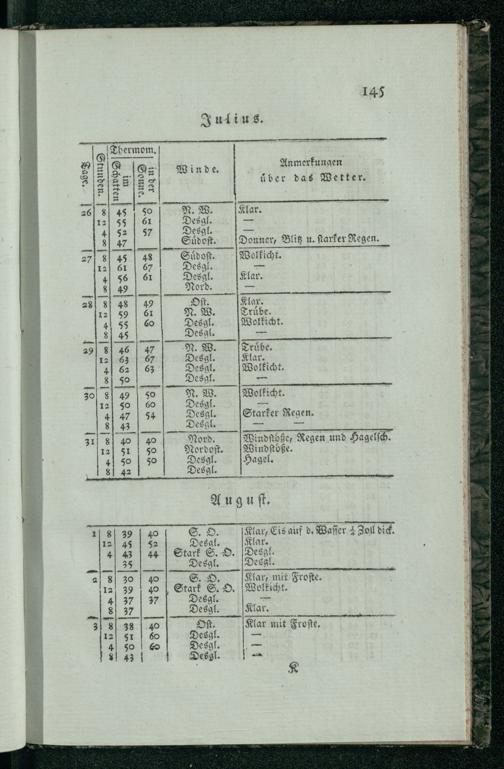 145
Julius.
Tage. Stunden. Thermom. im Schatten in der Sonne. Winde. Anmerkungen über das Wetter.
26 8 45 50 N. W. Klar.
12 55 61 Desgl. —
4 52 57 Desgl. —
8 47 Südost. Donner, Blitz u. starker Regen.
27 8 45 48 Südost. Wolkicht.
12 61 67 Desgl. —
4 56 61 Desgl. Klar.
8 49 Nord. —
28 8 48 49 Ost. Klar.
12 59 61 N. W. Trübe.
4 55 60 Desgl. Wolkicht.
8 45 Desgl. —
29 8 46 47 N. W. Trübe.
12 63 67 Desgl. Klar.
4 62 63 Desgl. Wolkicht.
8 50 Desgl. —
30 8 49 50 N. W. Wolkicht.
12 50 60 Desgl. —
4 47 54 Desgl. Starker Regen.
8 43 Desgl. — —
31 8 40 40 Nord. Windstöße, Regen und Hagelsch.
12 51 50 Nordost. Windstöße.
4 50 50 Desgl. Hagel.
8 42 Desgl.
August.
1 8 39 40 S. O. Klar, Eis auf d. Wasser ½ Zoll dick.
12 45 52 Desgl. Klar.
4 43 44 Stark S. O. Desgl.
35 Desgl. Desgl.
2 8 30 40 S. O. Klar, mit Froste.
12 39 40 Stark S. O. Wolkicht.
4 37 37 Desgl. —
8 37 Desgl. Klar.
3 8 38 40 Ost. Klar mit Froste.
12 51 60 Desgl. —
4 50 60 Desgl. —
8 43 Desgl. —
K